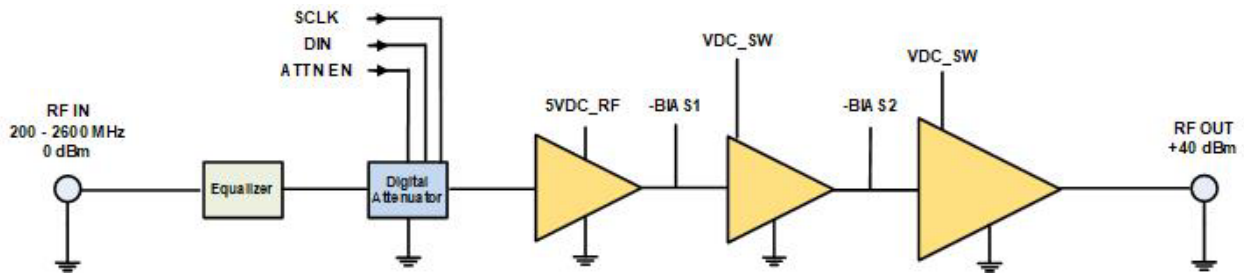 SCLK
DIN
ATTN EN
VDC_SW
VDC_SW
5VDC_RF
-BIAS1
-BIAS2
RF IN
200 - 2600 MHz
0 dBm
RF OUT
+40 dBm
Equalizer
Digital
Attenuator